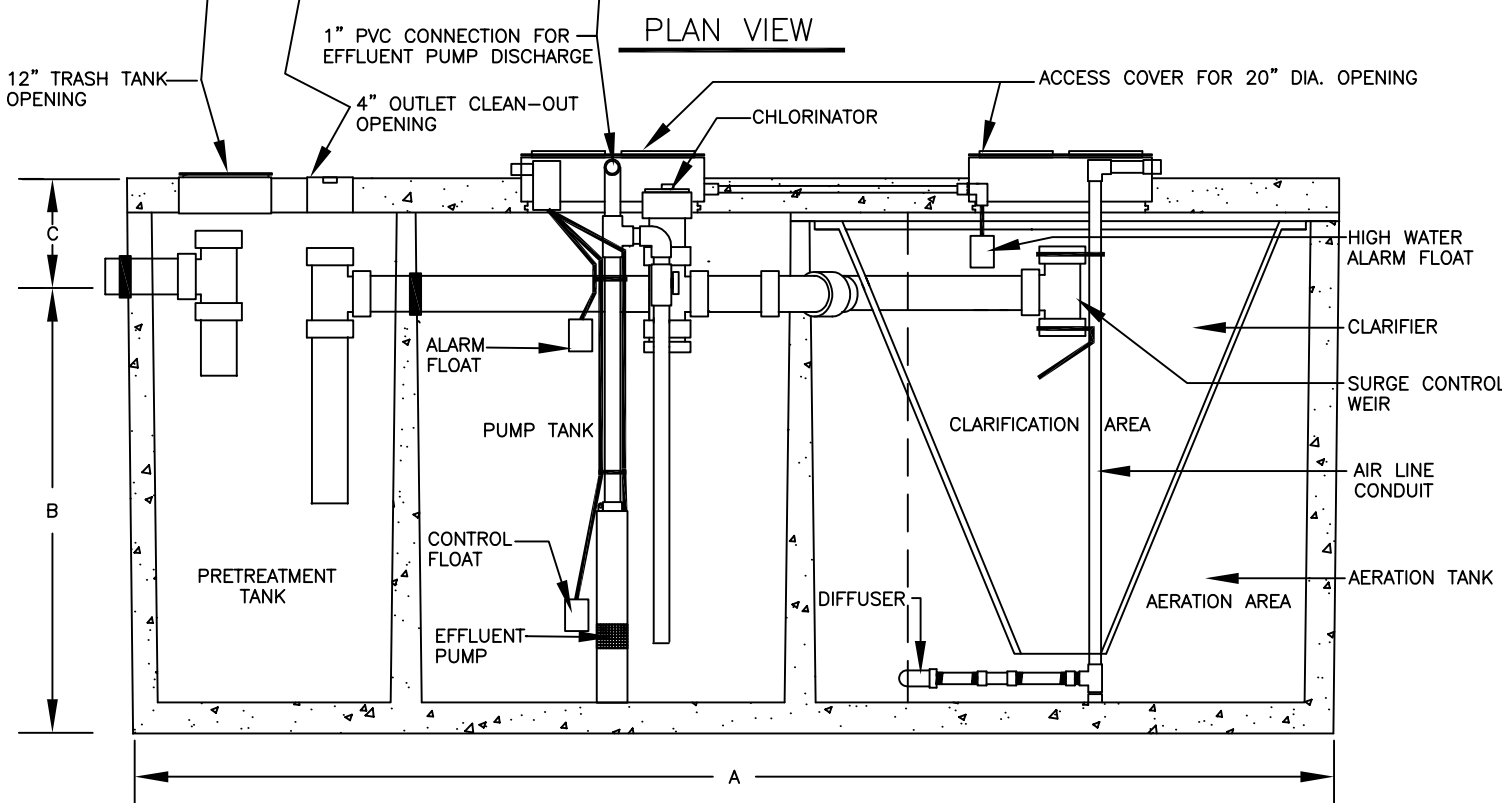 PLAN VIEW
1" PVC CONNECTION FOR
EFFLUENT PUMP DISCHARGE
12" TRASH TANK
OPENING
4" OUTLET CLEAN-OUT
OPENING
ACCESS COVER FOR 20" DIA. OPENING
CHLORINATOR
C
HIGH WATER
ALARM FLOAT
ALARM
FLOAT
CLARIFIER
SURGE CONTROL
WEIR
PUMP TANK
CLARIFICATION AREA
AIR LINE
CONDUIT
B
CONTROL
FLOAT
PRETREATMENT
TANK
DIFFUSER
AERATION TANK
AERATION AREA
EFFLUENT
PUMP
A